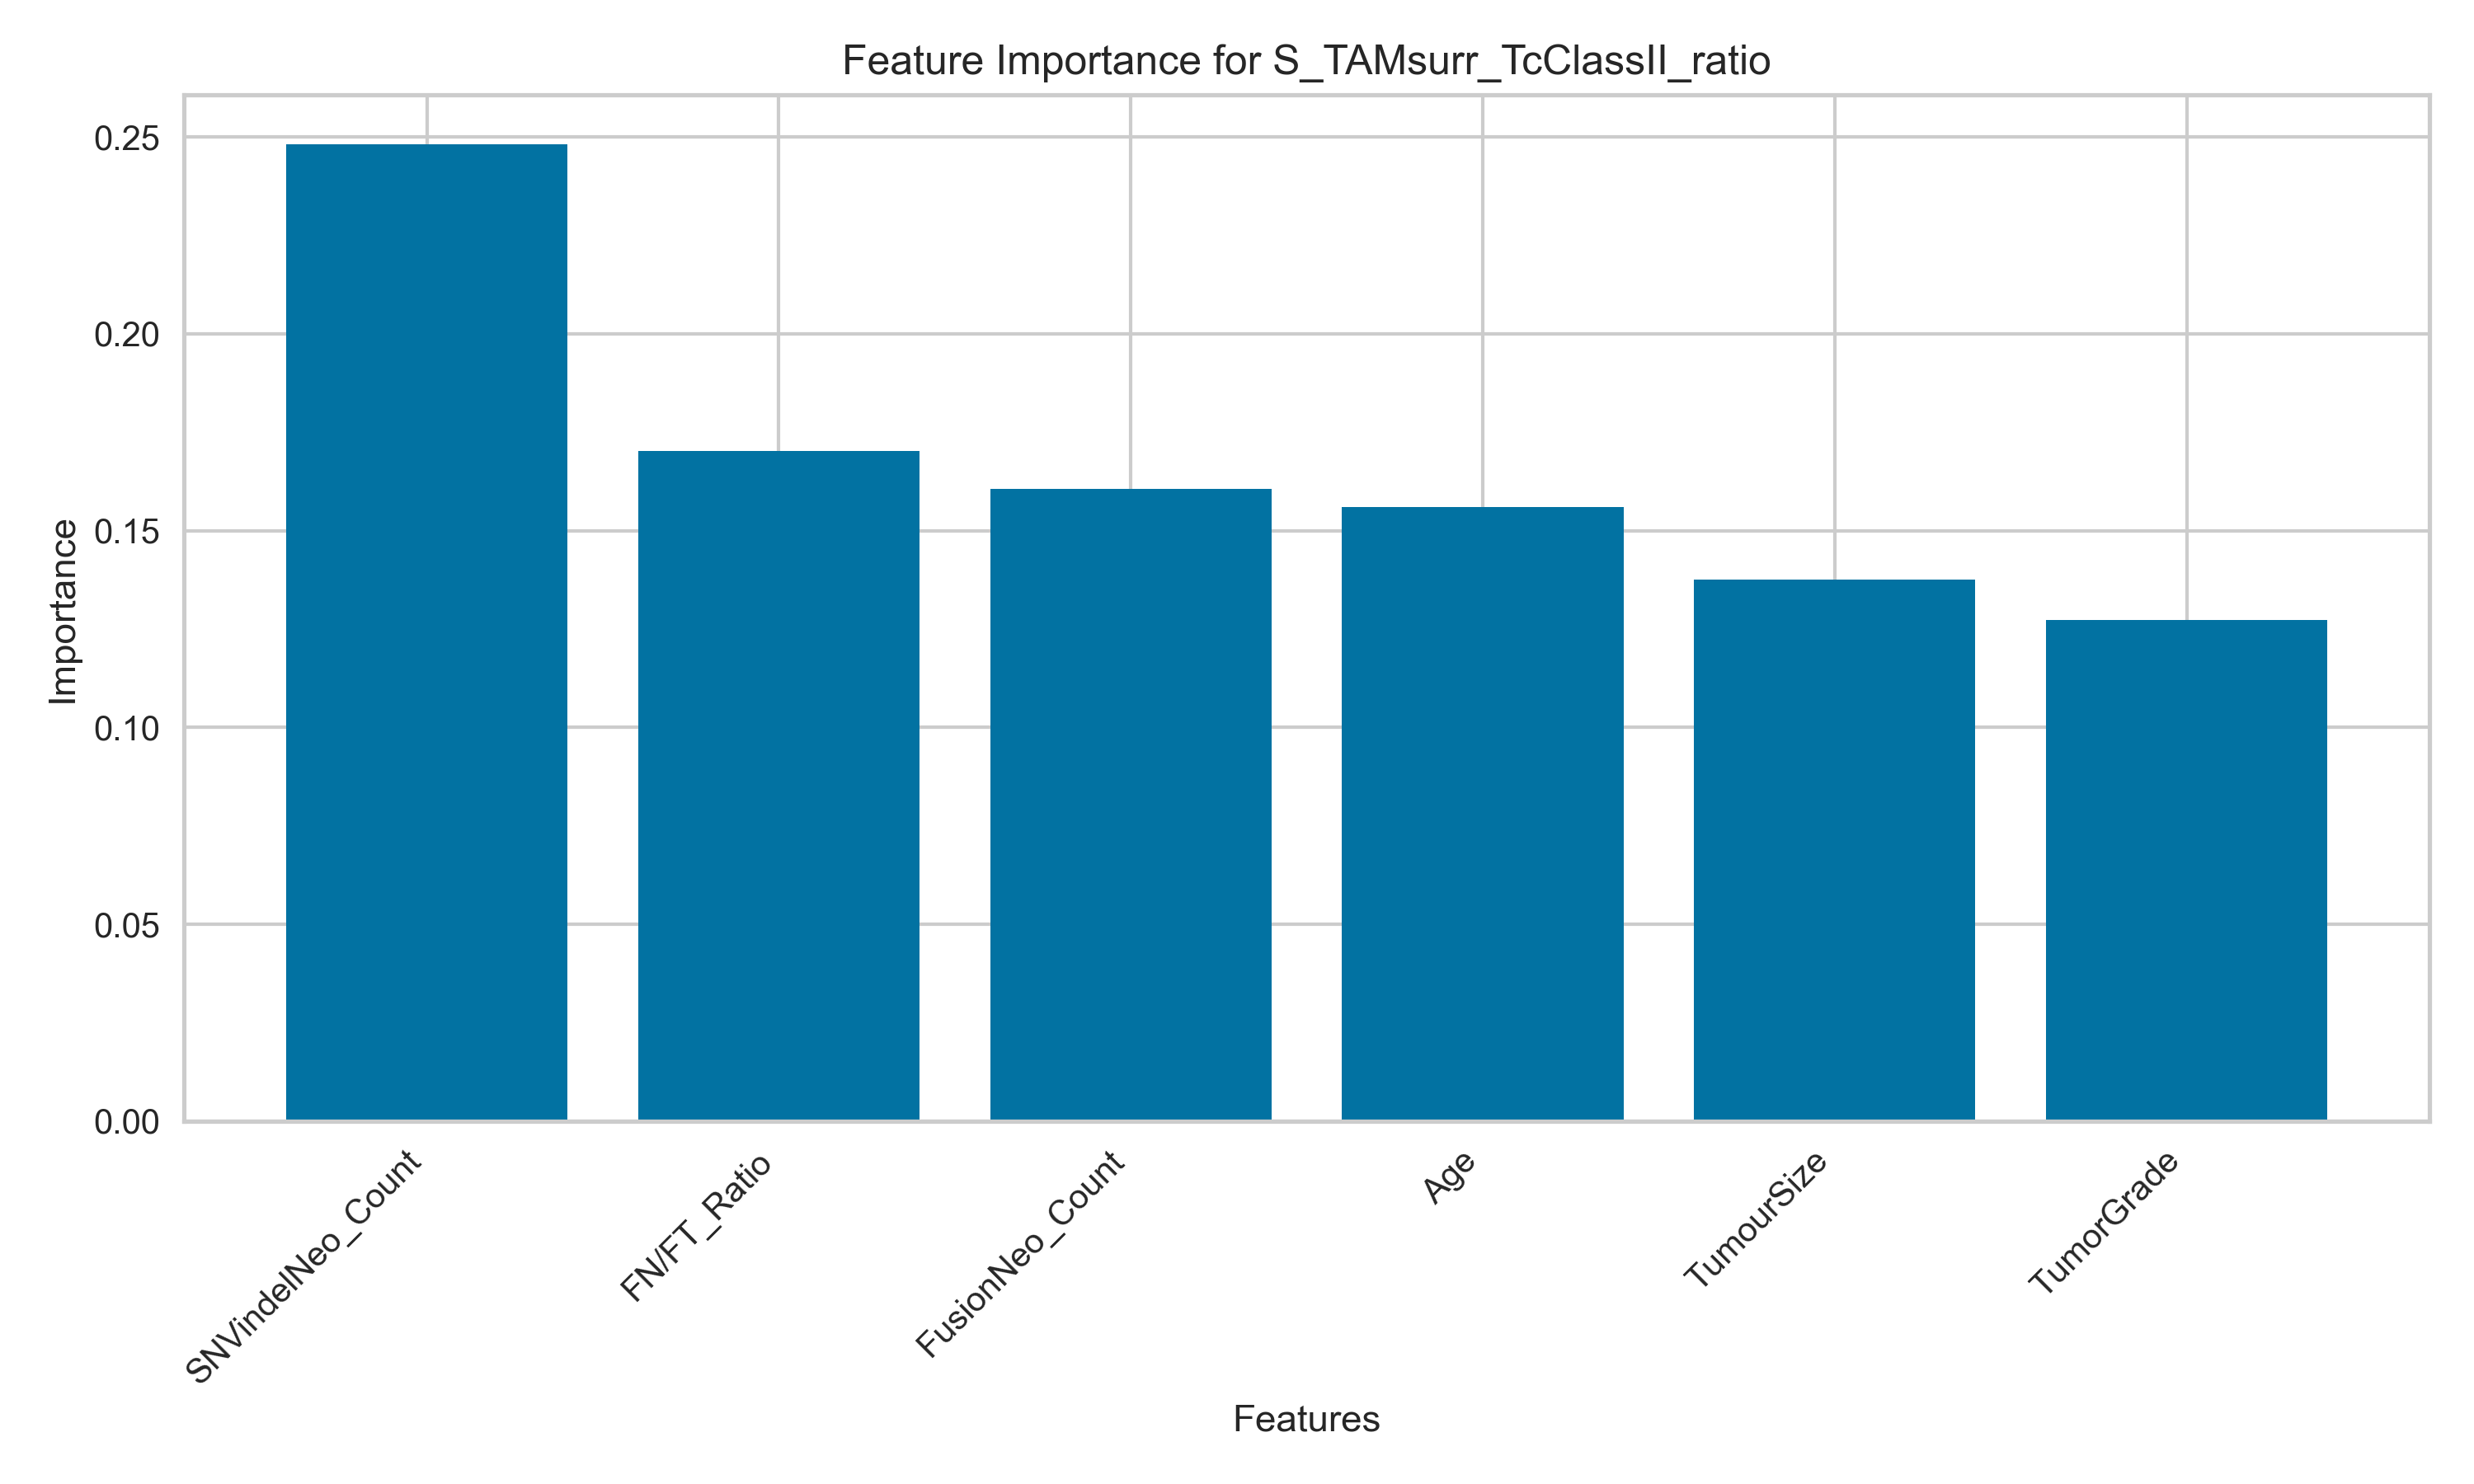 Feature Importance for S_TAMsurr_TcClassII_ratio
0.25
0.20
0.15
0.10
0.05
0.00
Importance
SNVindelNeo_Count
FN/FT_Ratio
FusionNeo_Count
Age
TumourSize
TumorGrade
Features